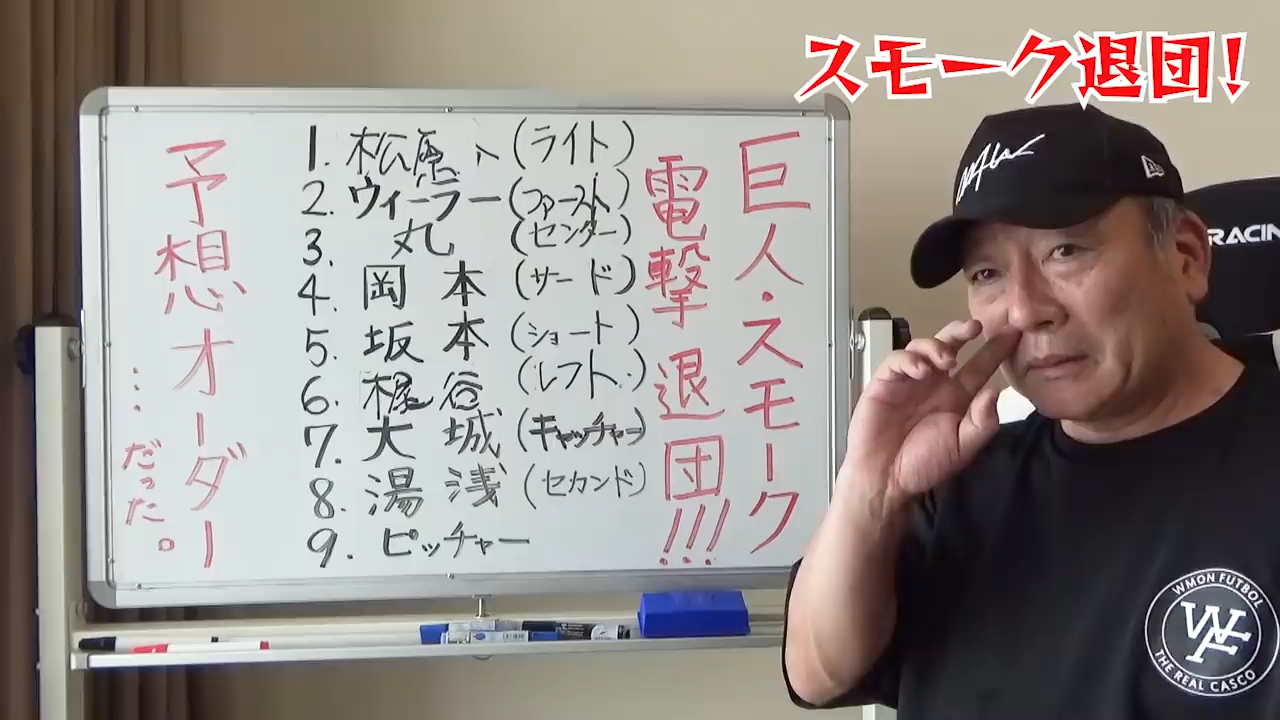 スモーク退団!
巨人・スモーク
電撃退団!!!
1. 松原 (ライト)
2. ウィーラー (ファースト)
3. 丸 (センター)
4. 岡本 (サード)
5. 坂本 (ショート)
6. 梶谷 (レフト)
7. 大城 (キャッチャー)
8. 湯浅 (セカンド)
9. ピッチャー
予想オーダー
…だった。
RACIN
WMON FUTBOL
WF
THE REAL CASCO